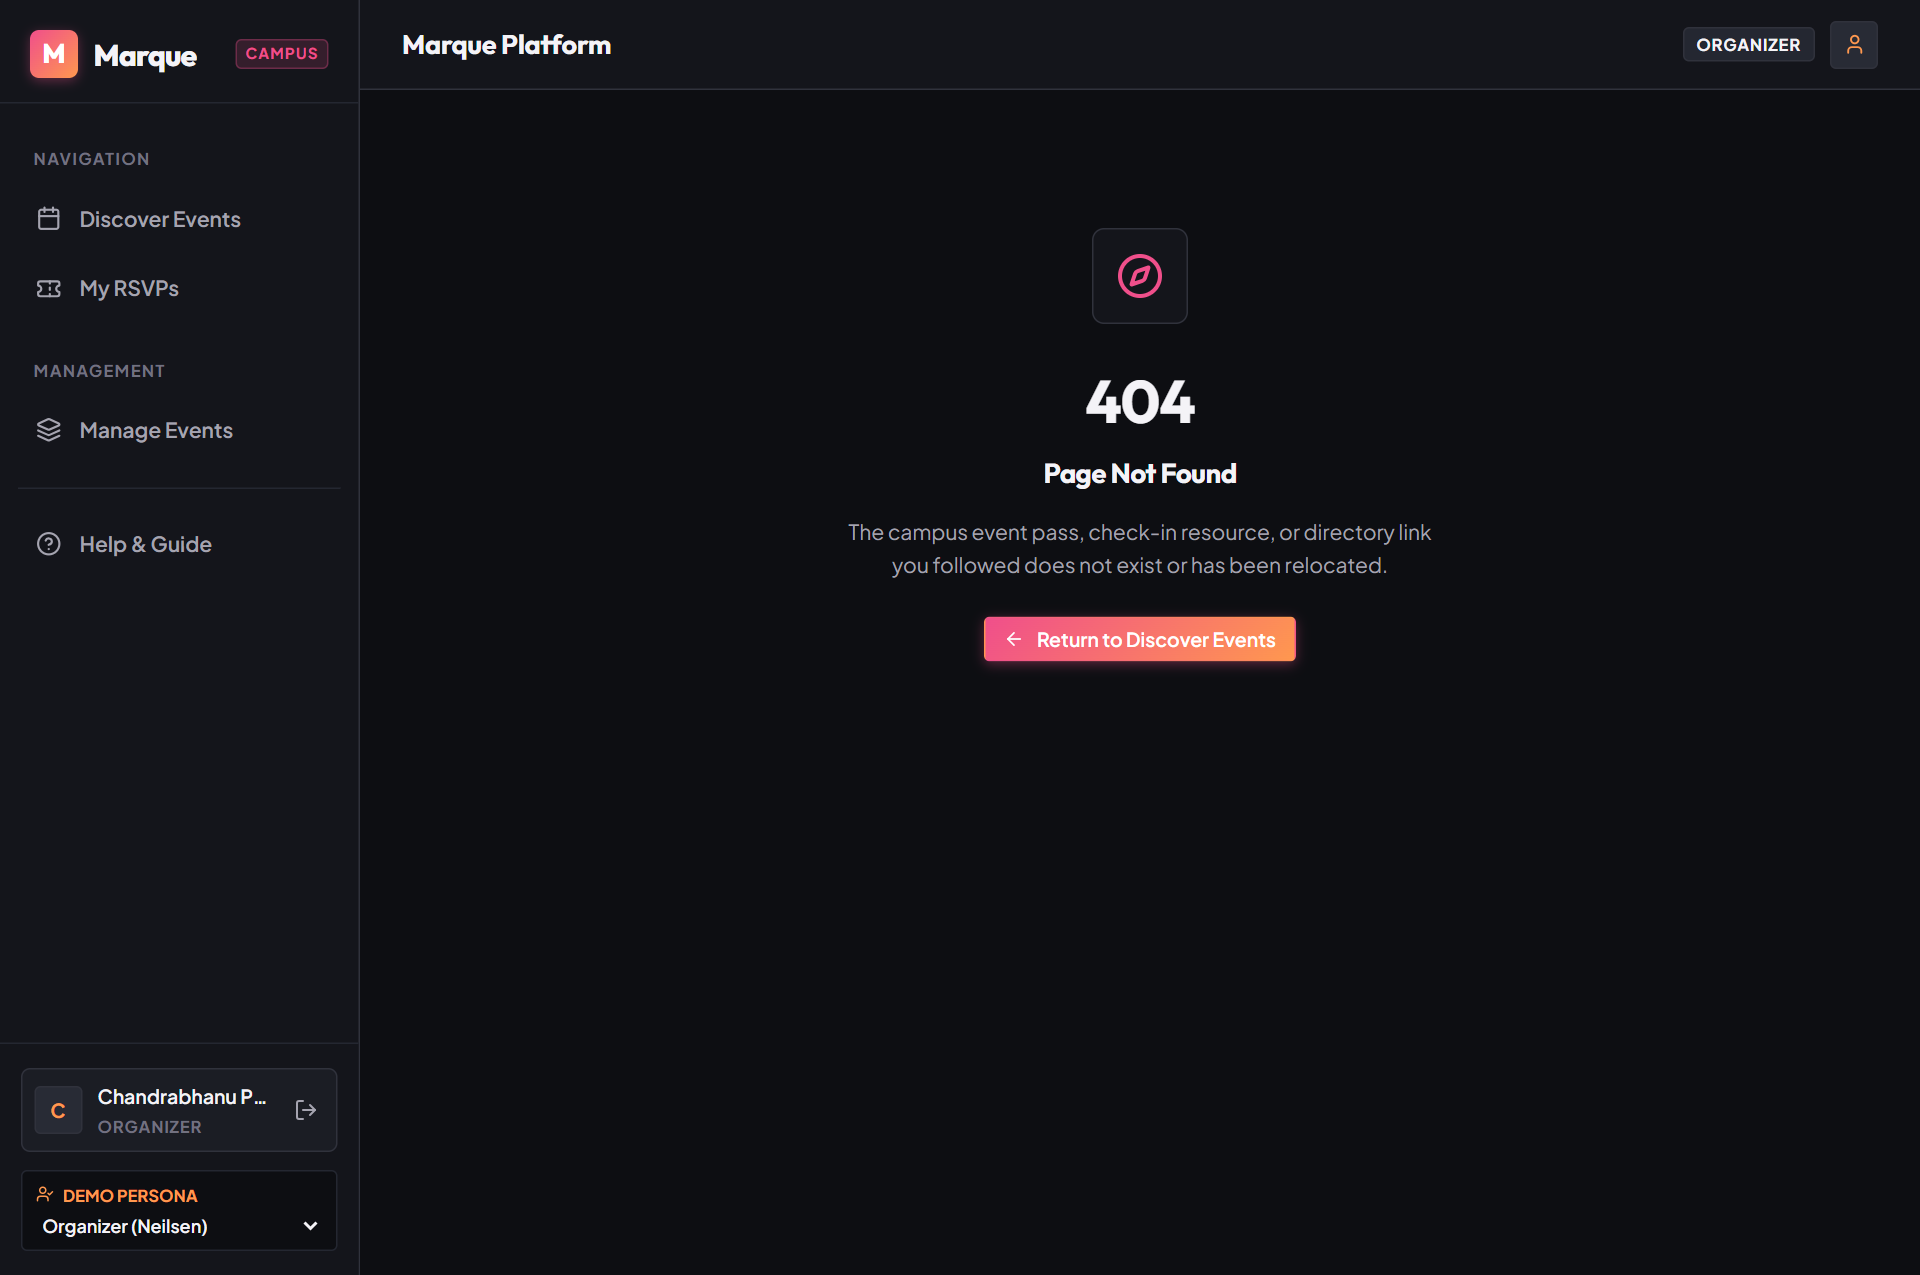 M Marque CAMPUS
NAVIGATION
Discover Events
My RSVPs
MANAGEMENT
Manage Events
Help & Guide
C Chandrabhanu P...
ORGANIZER
DEMO PERSONA
Organizer (Neilsen)
Marque Platform
ORGANIZER
404
Page Not Found
The campus event pass, check-in resource, or directory link
you followed does not exist or has been relocated.
Return to Discover Events